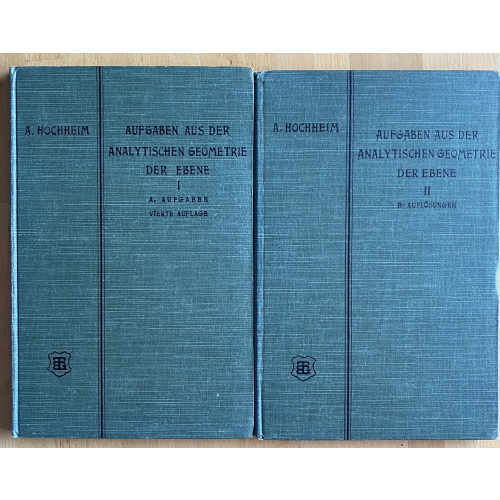 A. HOCHHEIM
AUFGABEN AUS DER
ANALYTISCHEN GEOMETRIE
DER EBENE
I
A. AUFGABEN
VIERTE AUFLAGE
A. HOCHHEIM
AUFGABEN AUS DER
ANALYTISCHEN GEOMETRIE
DER EBENE
II
B. AUFLÖSUNGEN